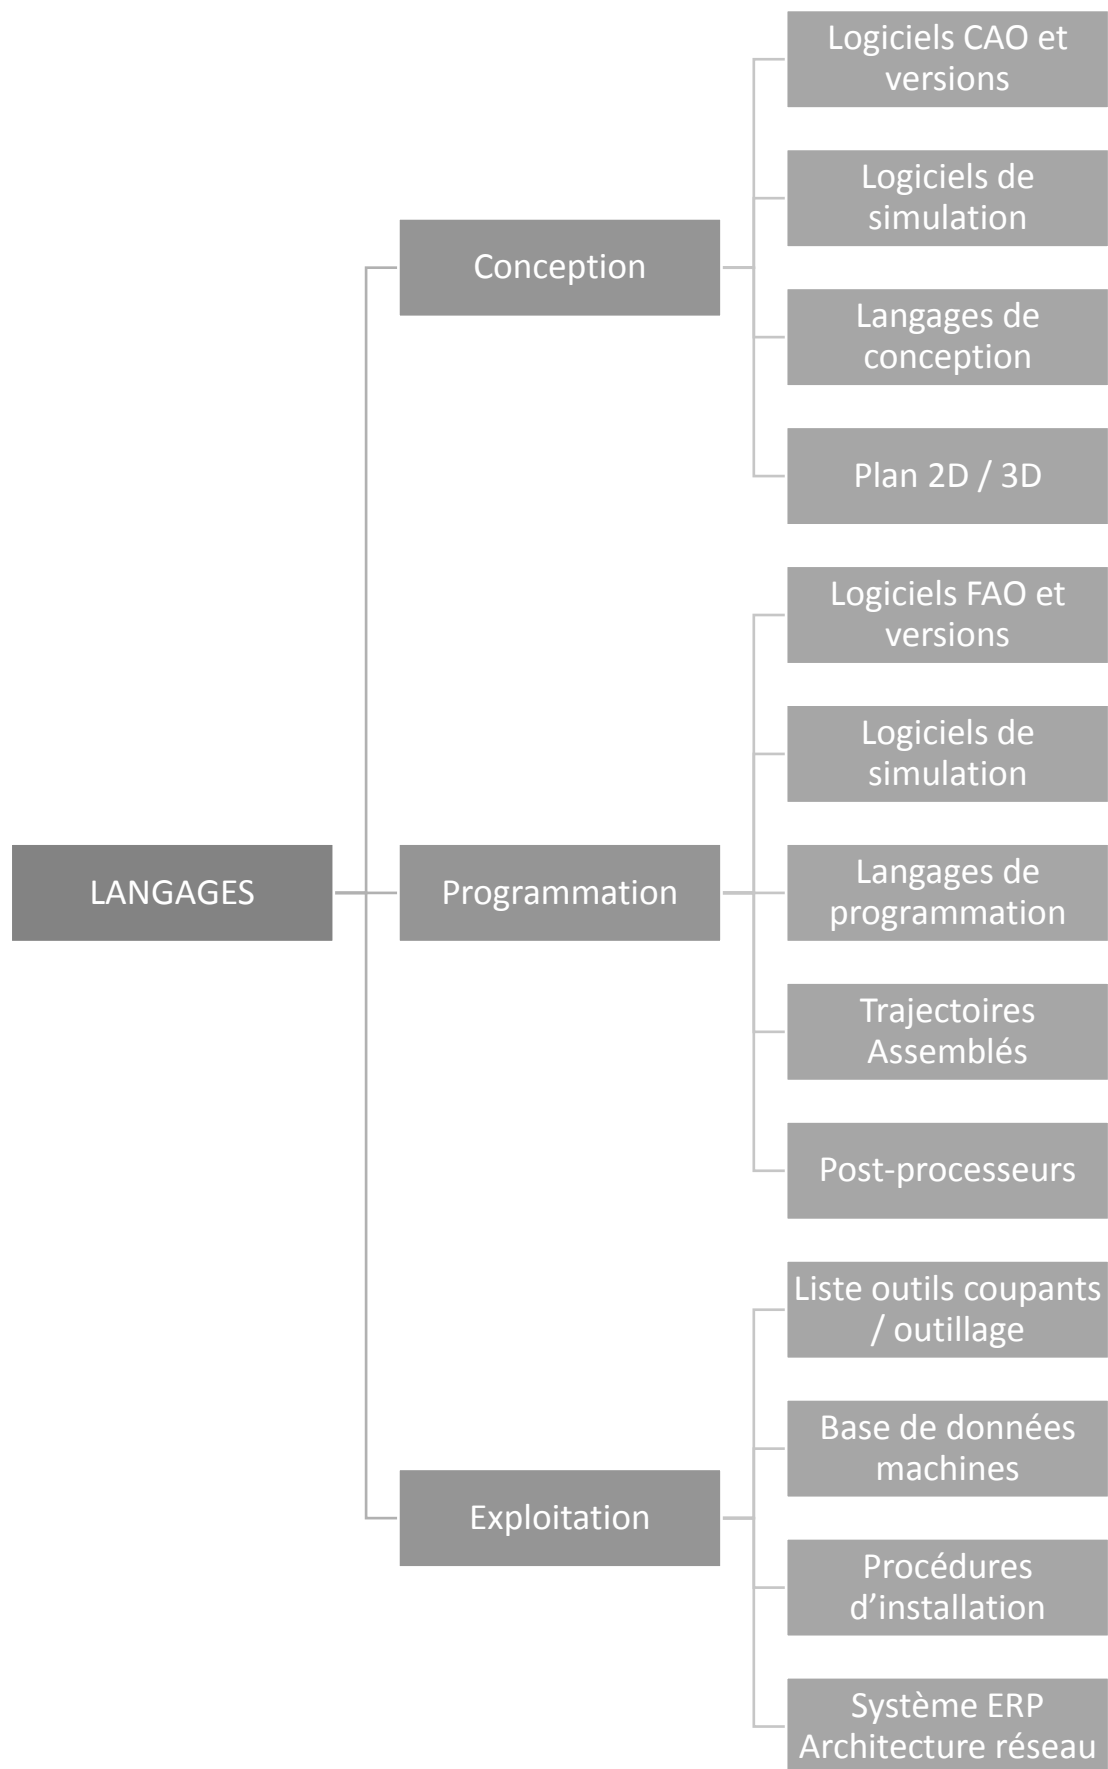 Logiciels CAO et
versions
Logiciels de
simulation
Conception
Langages de
conception
Plan 2D / 3D
Logiciels FAO et
versions
Logiciels de
simulation
LANGAGES
Programmation
Langages de
programmation
Trajectoires
Assemblés
Post-processeurs
Liste outils coupants
/ outillage
Base de données
machines
Exploitation
Procédures
d’installation
Système ERP
Architecture réseau